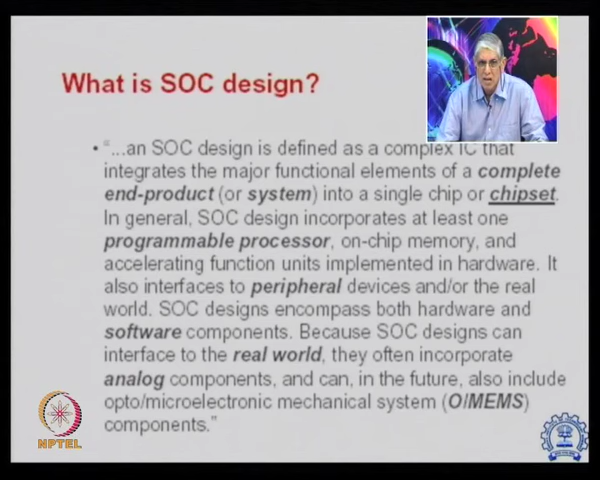 What is SOC design?
• "...an SOC design is defined as a complex IC that
integrates the major functional elements of a complete
end-product (or system) into a single chip or chipset.
In general, SOC design incorporates at least one
programmable processor, on-chip memory, and
accelerating function units implemented in hardware. It
also interfaces to peripheral devices and/or the real
world. SOC designs encompass both hardware and
software components. Because SOC designs can
interface to the real world, they often incorporate
analog components, and can, in the future, also include
opto/microelectronic mechanical system (O/MEMS)
components."
NPTEL